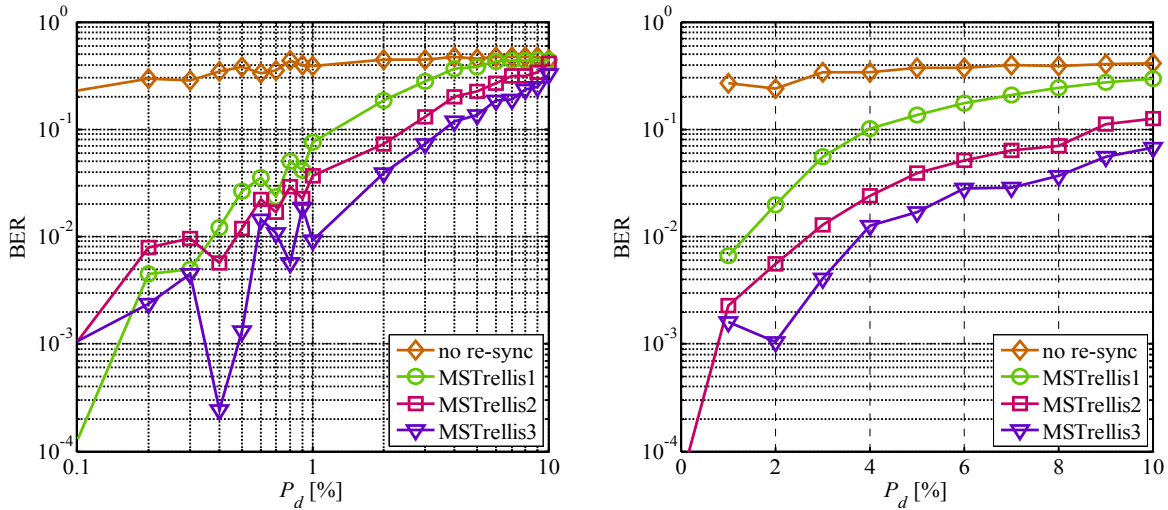 10^0
10^-1
10^-2
10^-3
10^-4
BER
0.1 1 10
P_d [%]
no re-sync
MSTrellis1
MSTrellis2
MSTrellis3
10^0
10^-1
10^-2
10^-3
10^-4
BER
0 2 4 6 8 10
P_d [%]
no re-sync
MSTrellis1
MSTrellis2
MSTrellis3